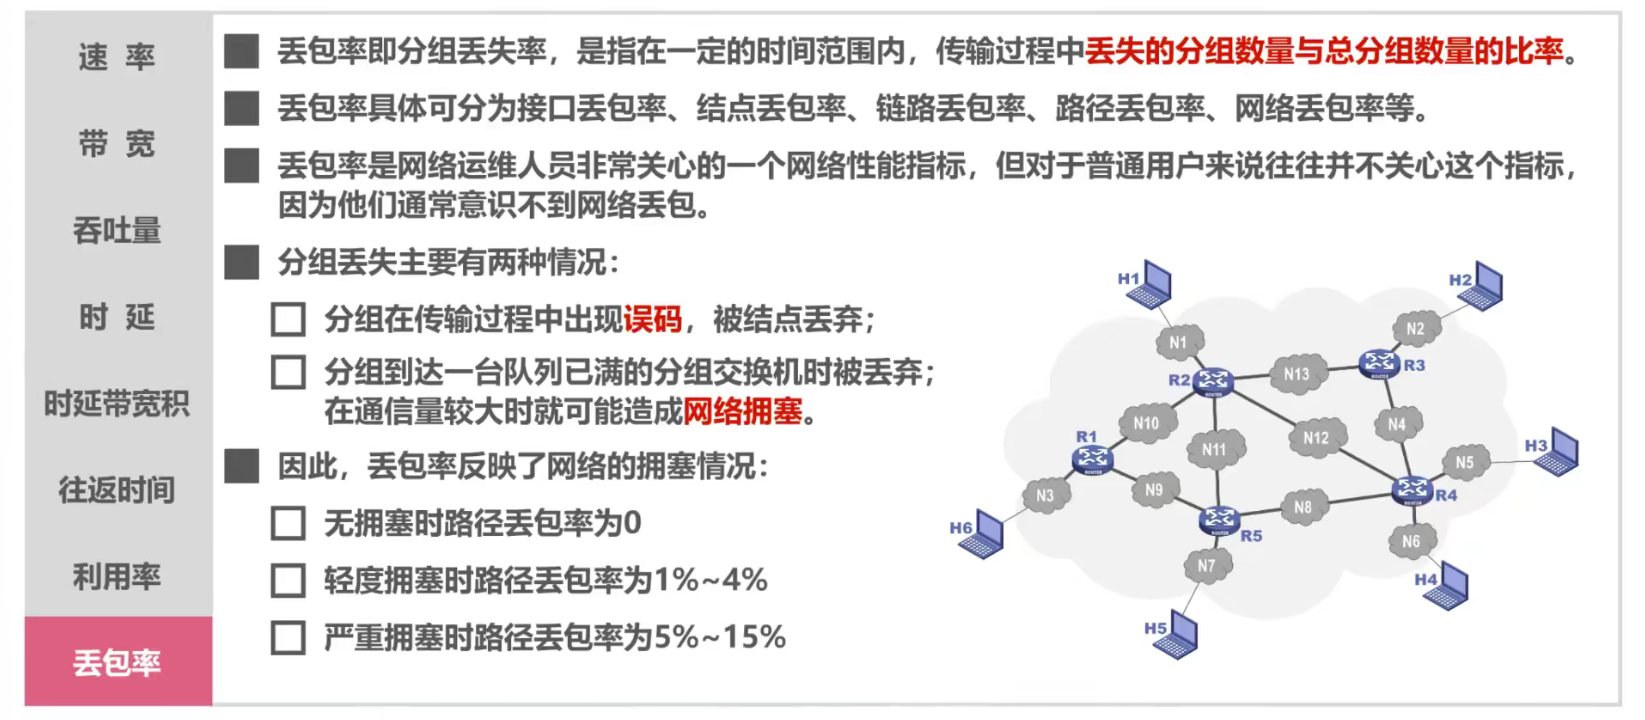 速 率
带 宽
吞吐量
时 延
时延带宽积
往返时间
利用率
丢包率
丢包率即分组丢失率，是指在一定的时间范围内，传输过程中丢失的分组数量与总分组数量的比率。
丢包率具体可分为接口丢包率、结点丢包率、链路丢包率、路径丢包率、网络丢包率等。
丢包率是网络运维人员非常关心的一个网络性能指标，但对于普通用户来说往往并不关心这个指标，
因为他们通常意识不到网络丢包。
分组丢失主要有两种情况：
分组在传输过程中出现误码，被结点丢弃；
分组到达一台队列已满的分组交换机时被丢弃；
在通信量较大时就可能造成网络拥塞。
因此，丢包率反映了网络的拥塞情况：
无拥塞时路径丢包率为0
轻度拥塞时路径丢包率为1%~4%
严重拥塞时路径丢包率为5%~15%
H1
H2
N1
N2
R2
N13
R3
N10
N12
N4
R1
N11
H3
N5
N3
N9
R4
N8
H6
R5
N6
N7
H4
H5